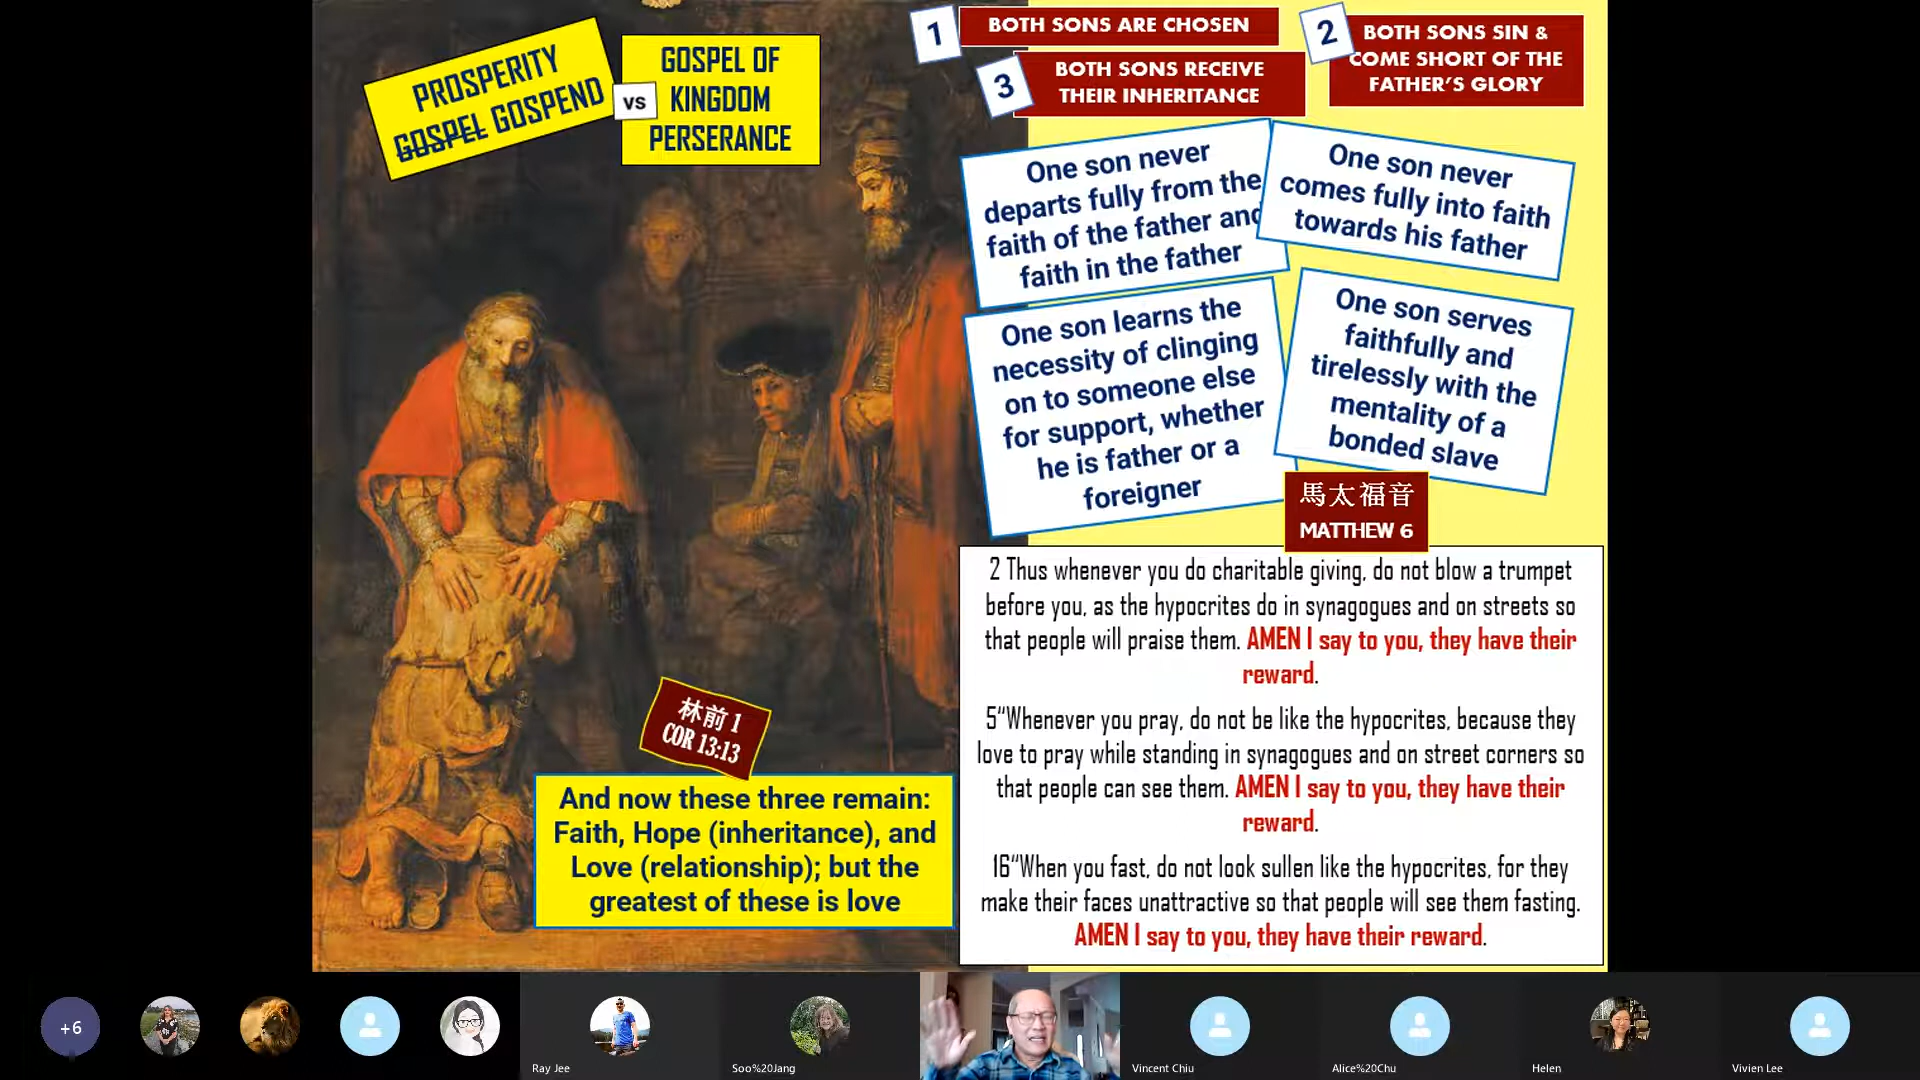 PROSPERITY
GOSPEL GOSPEND
vs
GOSPEL OF
KINGDOM
PERSERANCE
1
BOTH SONS ARE CHOSEN
2
BOTH SONS SIN &
COME SHORT OF THE
FATHER'S GLORY
3
BOTH SONS RECEIVE
THEIR INHERITANCE
One son never
departs fully from the
faith of the father and
faith in the father
One son never
comes fully into faith
towards his father
One son learns the
necessity of clinging
on to someone else
for support, whether
he is father or a
foreigner
One son serves
faithfully and
tirelessly with the
mentality of a
bonded slave
馬太福音
MATTHEW 6
2 Thus whenever you do charitable giving, do not blow a trumpet
before you, as the hypocrites do in synagogues and on streets so
that people will praise them. AMEN I say to you, they have their
reward.
5“Whenever you pray, do not be like the hypocrites, because they
love to pray while standing in synagogues and on street corners so
that people can see them. AMEN I say to you, they have their
reward.
16“When you fast, do not look sullen like the hypocrites, for they
make their faces unattractive so that people will see them fasting.
AMEN I say to you, they have their reward.
林前 1
COR 13:13
And now these three remain:
Faith, Hope (inheritance), and
Love (relationship); but the
greatest of these is love
+6
Ray Jee
Soo%20Jang
Vincent Chiu
Alice%20Chu
Helen
Vivien Lee